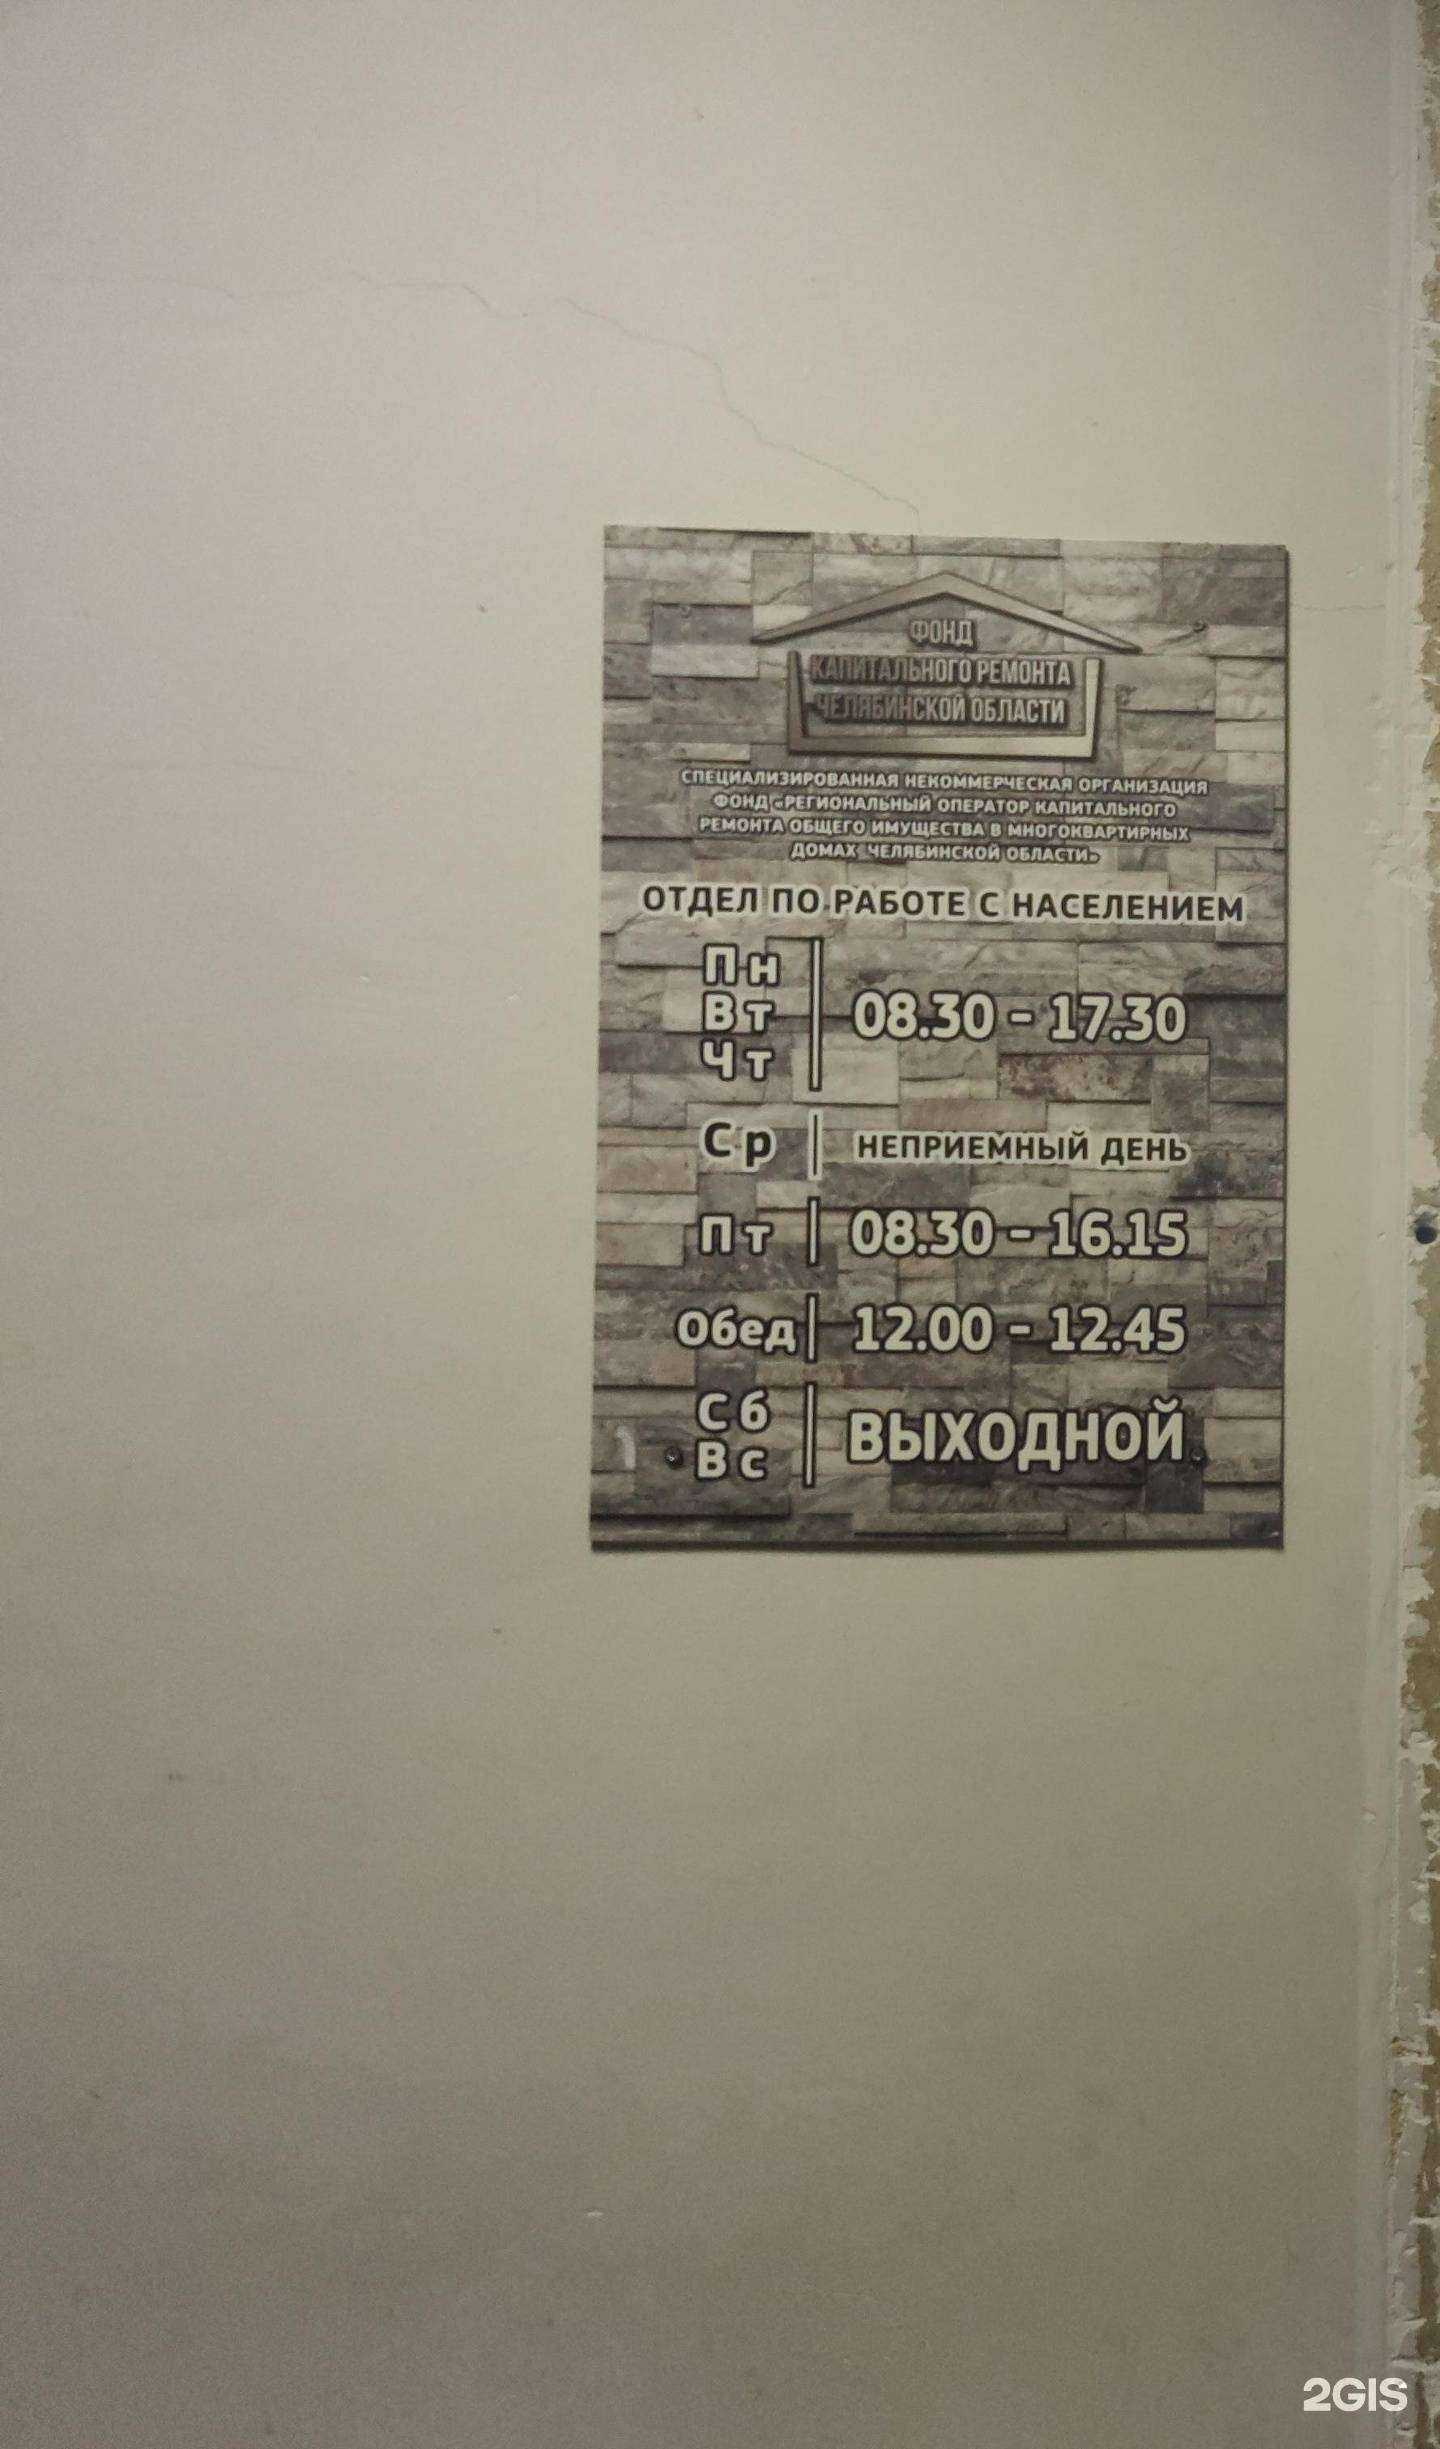 ФОНД
КАПИТАЛЬНОГО РЕМОНТА
ЧЕЛЯБИНСКОЙ ОБЛАСТИ
СПЕЦИАЛИЗИРОВАННАЯ НЕКОММЕРЧЕСКАЯ ОРГАНИЗАЦИЯ
ФОНД «РЕГИОНАЛЬНЫЙ ОПЕРАТОР КАПИТАЛЬНОГО
РЕМОНТА ОБЩЕГО ИМУЩЕСТВА В МНОГОКВАРТИРНЫХ
ДОМАХ ЧЕЛЯБИНСКОЙ ОБЛАСТИ»
ОТДЕЛ ПО РАБОТЕ С НАСЕЛЕНИЕМ
Пн
Вт
Чт
08.30 - 17.30
Ср
НЕПРИЕМНЫЙ ДЕНЬ
Пт
08.30 - 16.15
Обед
12.00 - 12.45
Сб
Вс
ВЫХОДНОЙ
2GIS